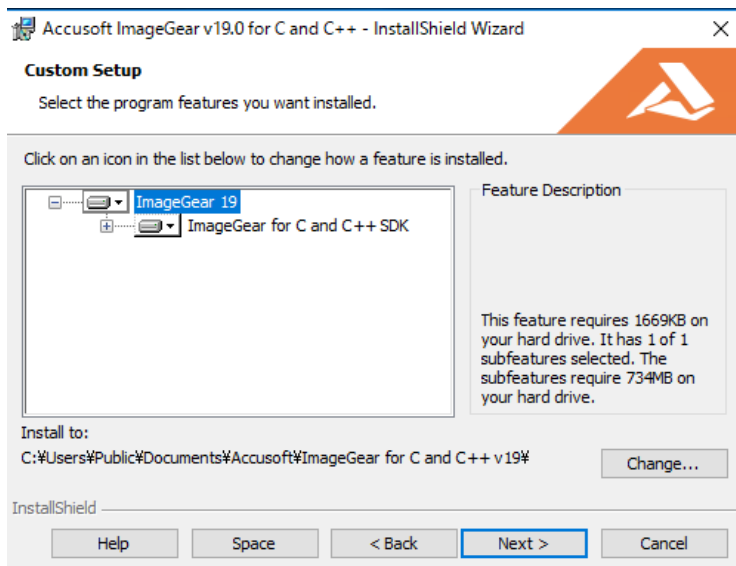 Accusoft ImageGear v19.0 for C and C++ - InstallShield Wizard
Custom Setup
Select the program features you want installed.
Click on an icon in the list below to change how a feature is installed.
ImageGear 19
ImageGear for C and C++ SDK
Feature Description
This feature requires 1669KB on
your hard drive. It has 1 of 1
subfeatures selected. The
subfeatures require 734MB on
your hard drive.
Install to:
C:¥Users¥Public¥Documents¥Accusoft¥ImageGear for C and C++ v19¥
Change...
InstallShield
Help
Space
< Back
Next >
Cancel